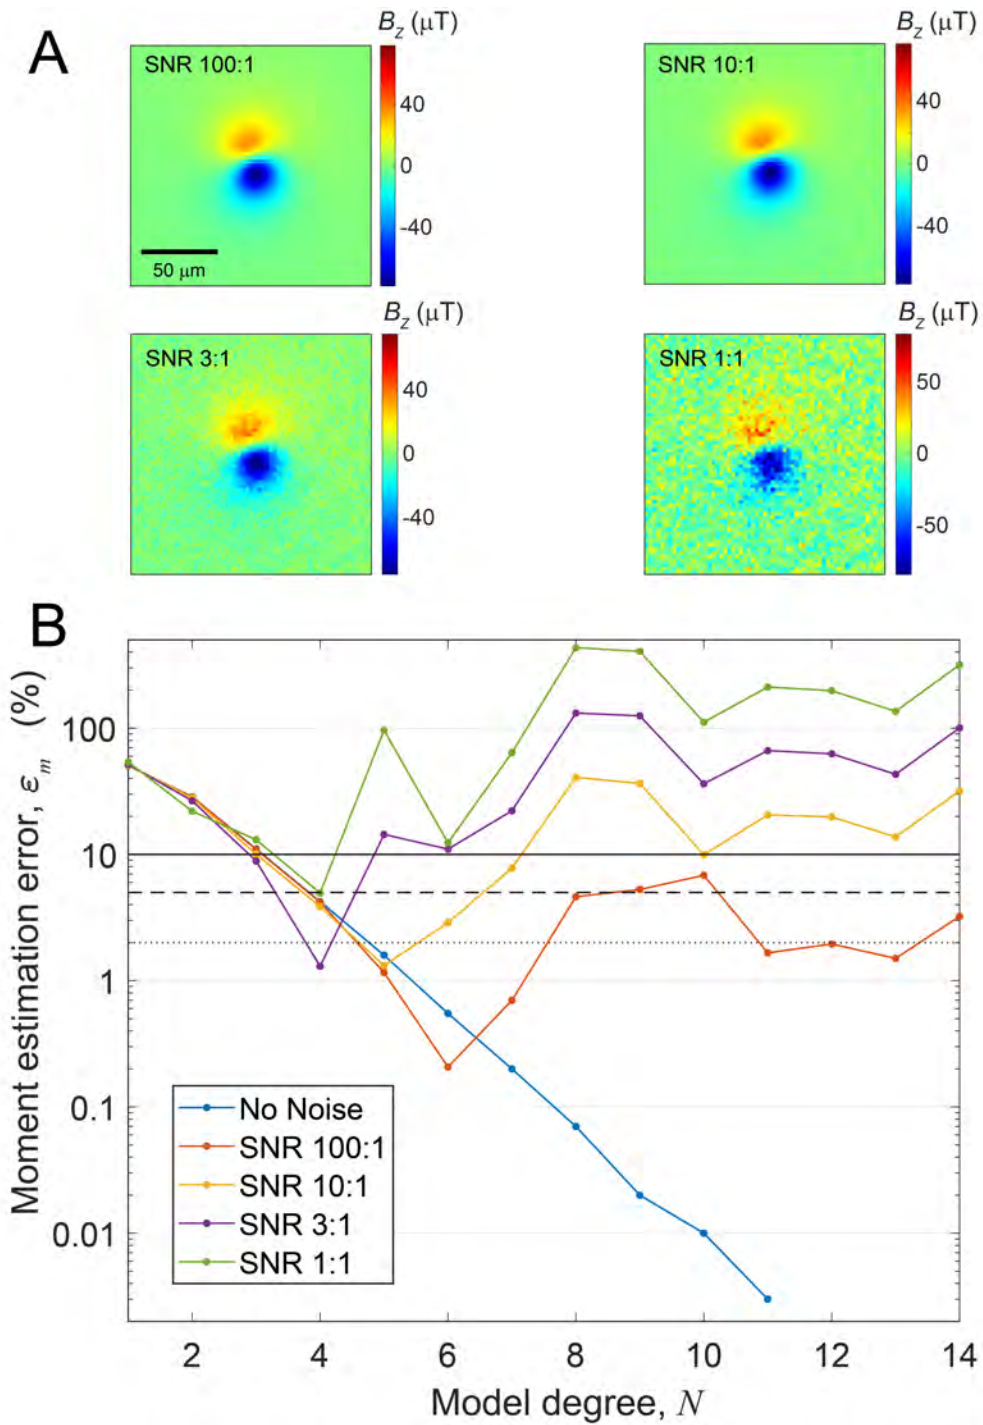 A
B_z (μT)
B_z (μT)
SNR 100:1
SNR 10:1
40
0
-40
50 μm
40
0
-40
B_z (μT)
B_z (μT)
SNR 3:1
SNR 1:1
40
0
-40
50
0
-50
B
Moment estimation error, ε_m (%)
100
10
1
0.1
0.01
No Noise
SNR 100:1
SNR 10:1
SNR 3:1
SNR 1:1
2 4 6 8 10 12 14
Model degree, N